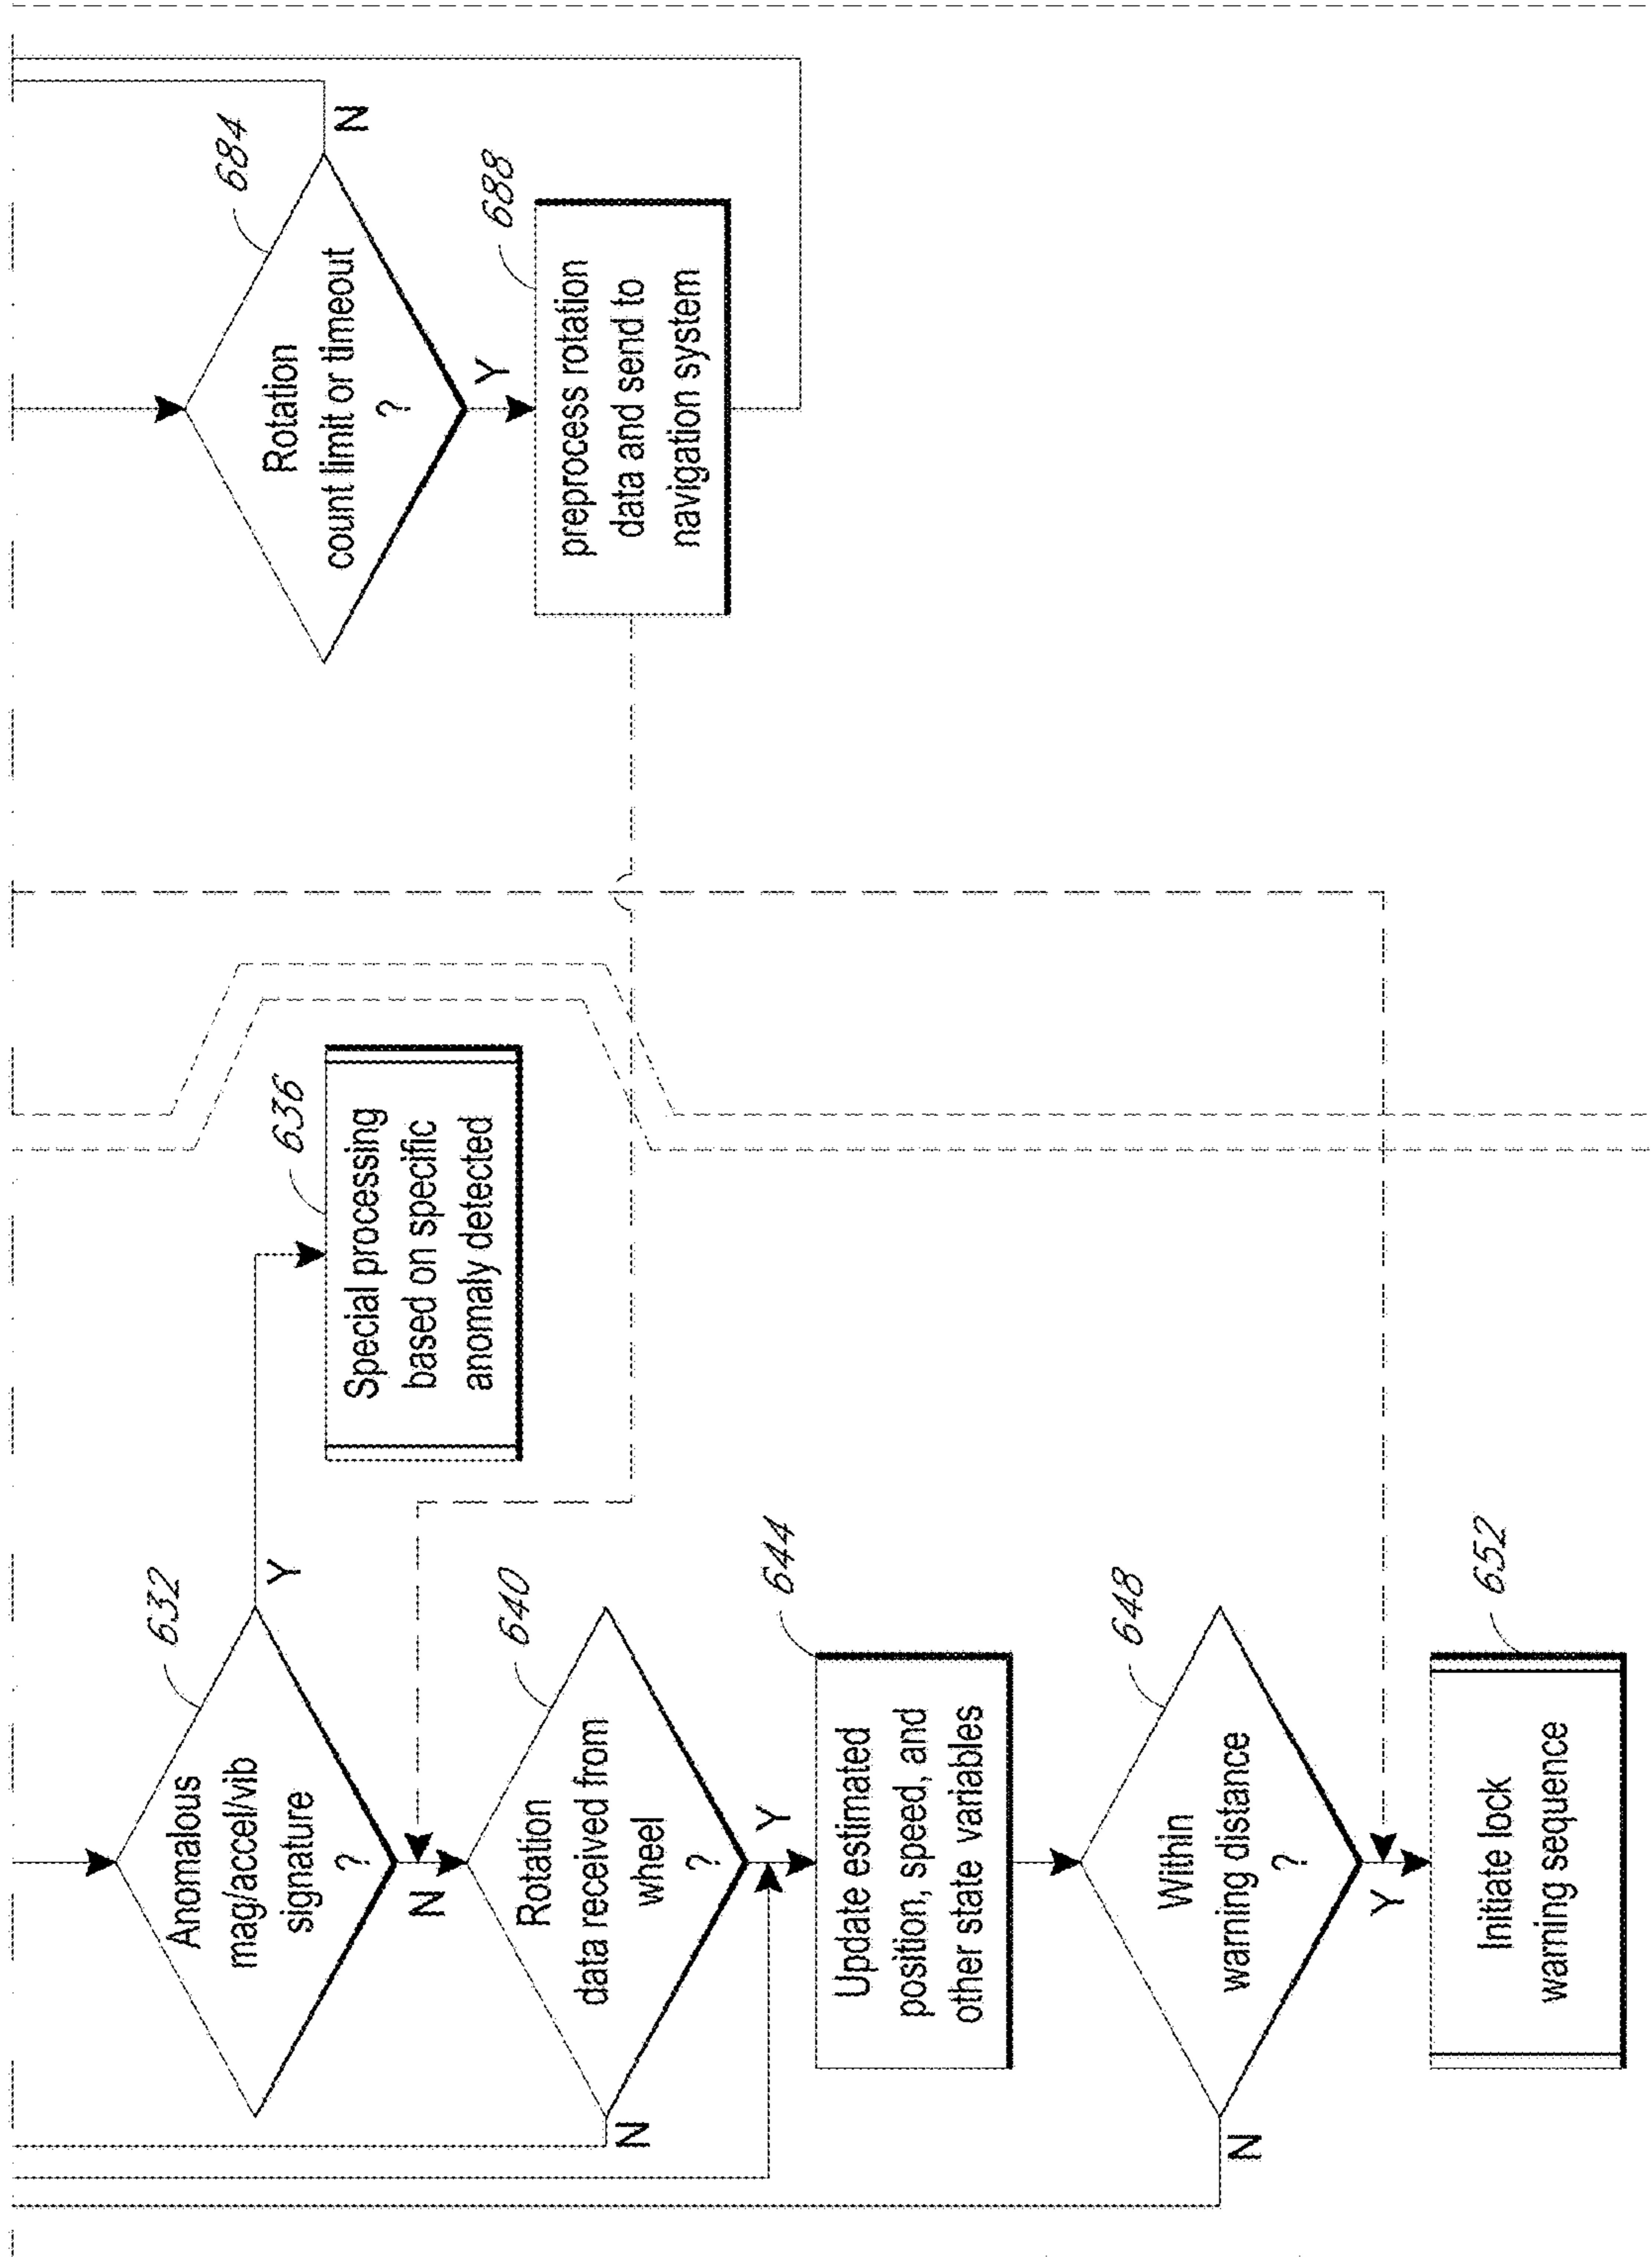 632
Anomalous
mag/accel/vib
signature
?
Y
N
636
Special processing
based on specific
anomaly detected
640
Rotation
data received from
wheel
?
Y
N
644
Update estimated
position, speed, and
other state variables
648
Within
warning distance
?
Y
N
652
Initiate lock
warning sequence
684
Rotation
count limit or timeout
?
N
Y
688
preprocess rotation
data and send to
navigation system